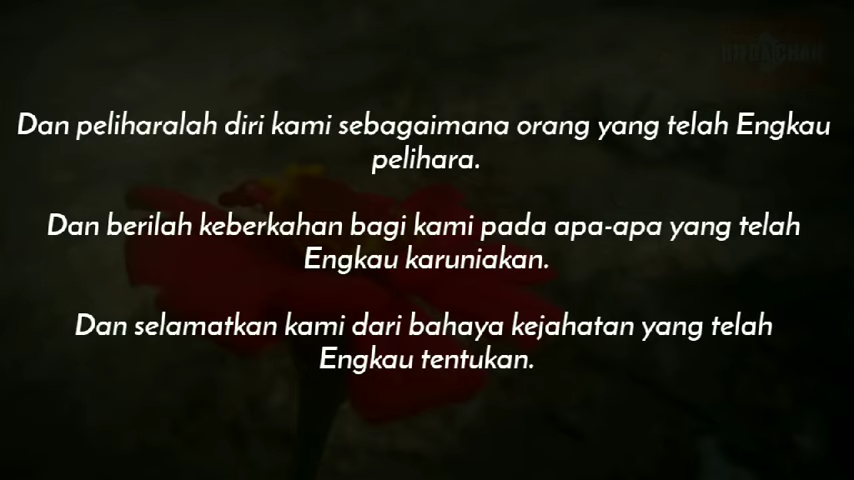 Dan peliharalah diri kami sebagaimana orang yang telah Engkau
pelihara.
Dan berilah keberkahan bagi kami pada apa-apa yang telah
Engkau karuniakan.
Dan selamatkan kami dari bahaya kejahatan yang telah
Engkau tentukan.